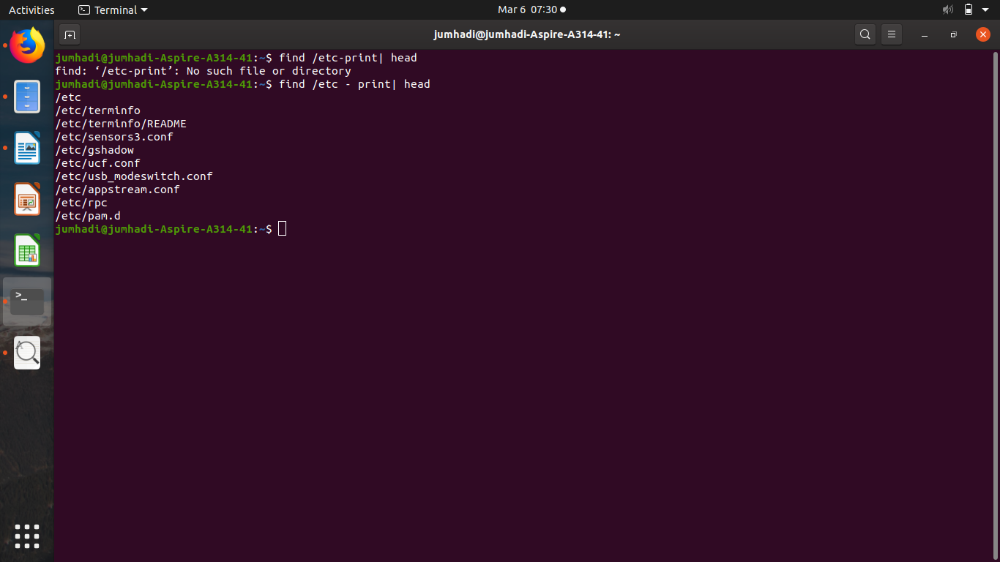 Activities Terminal Mar 6 07:30
jumhadi@jumhadi-Aspire-A314-41: ~
jumhadi@jumhadi-Aspire-A314-41:~$ find /etc-print| head
find: ‘/etc-print’: No such file or directory
jumhadi@jumhadi-Aspire-A314-41:~$ find /etc - print| head
/etc
/etc/terminfo
/etc/terminfo/README
/etc/sensors3.conf
/etc/gshadow
/etc/ucf.conf
/etc/usb_modeswitch.conf
/etc/appstream.conf
/etc/rpc
/etc/pam.d
jumhadi@jumhadi-Aspire-A314-41:~$
>_
A